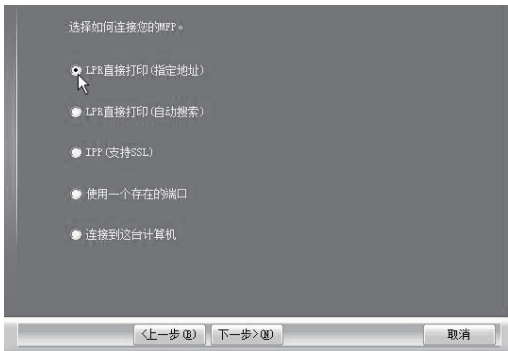 选择如何连接您的MFP。
LPR直接打印(指定地址)
LPR直接打印(自动搜索)
IPP(支持SSL)
使用一个存在的端口
连接到这台计算机
<上一步(B) 下一步>(N) 取消